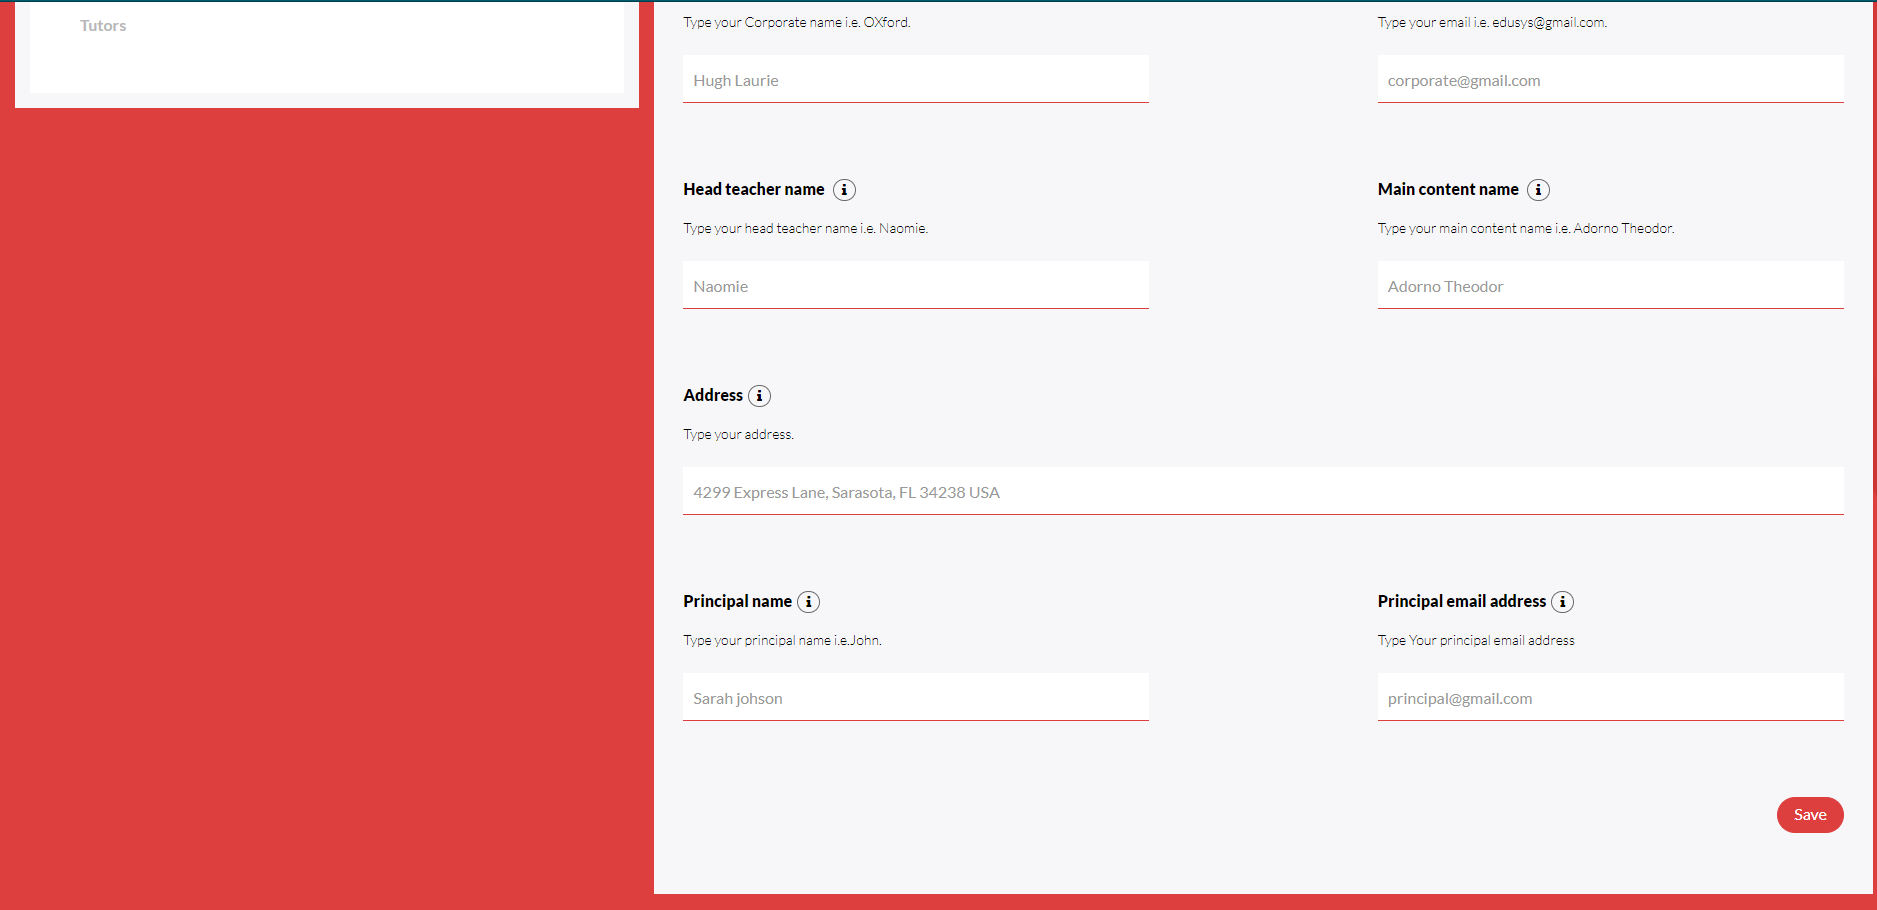 Tutors
Type your Corporate name i.e. OXford.
Type your email i.e. edusys@gmail.com.
Hugh Laurie
corporate@gmail.com
Head teacher name
Main content name
Type your head teacher name i.e. Naomie.
Type your main content name i.e. Adorno Theodor.
Naomie
Adorno Theodor
Address
Type your address.
4299 Express Lane, Sarasota, FL 34238 USA
Principal name
Principal email address
Type your principal name i.e.John.
Type Your principal email address
Sarah johson
principal@gmail.com
Save